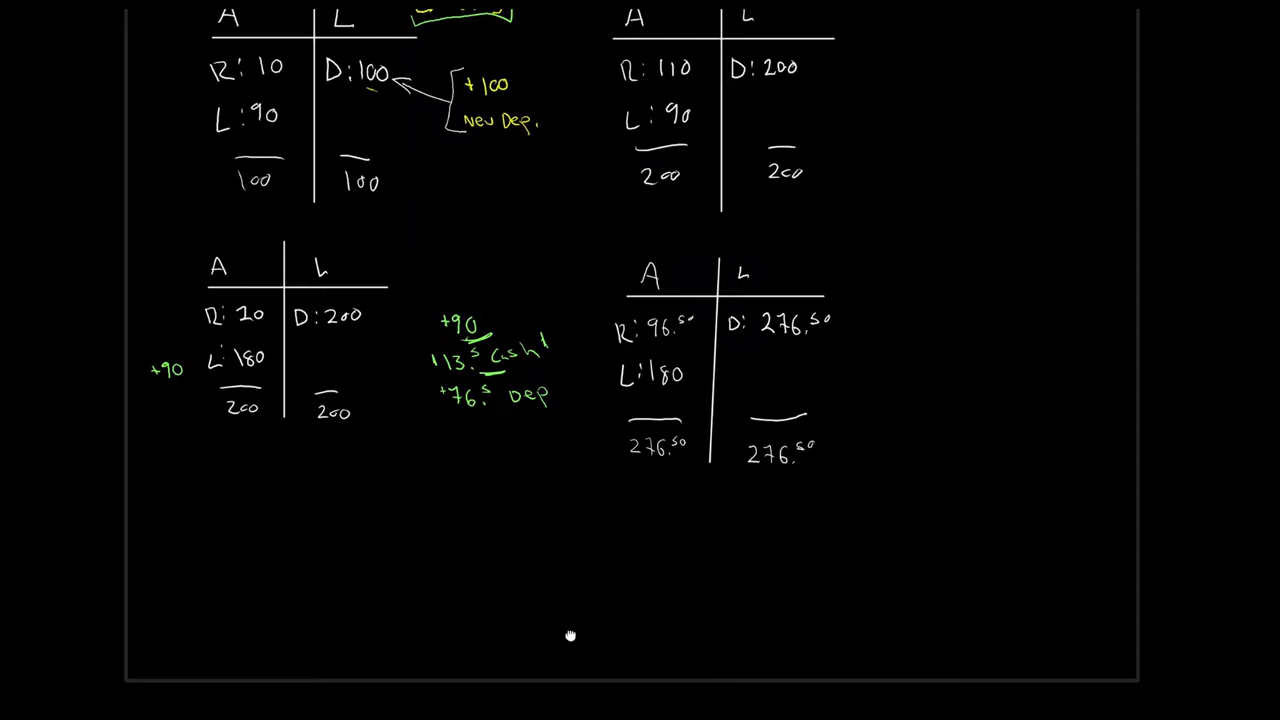 A L
R: 10 D: 100
L: 90
100 100
+100
New Dep.
A L
R: 110 D: 200
L: 90
200 200
A L
R: 20 D: 200
+90 L: 180
200 200
+90
+13.5 Cash
+76.5 Dep
A L
R: 96.50 D: 276.50
L: 180
276.50 276.50